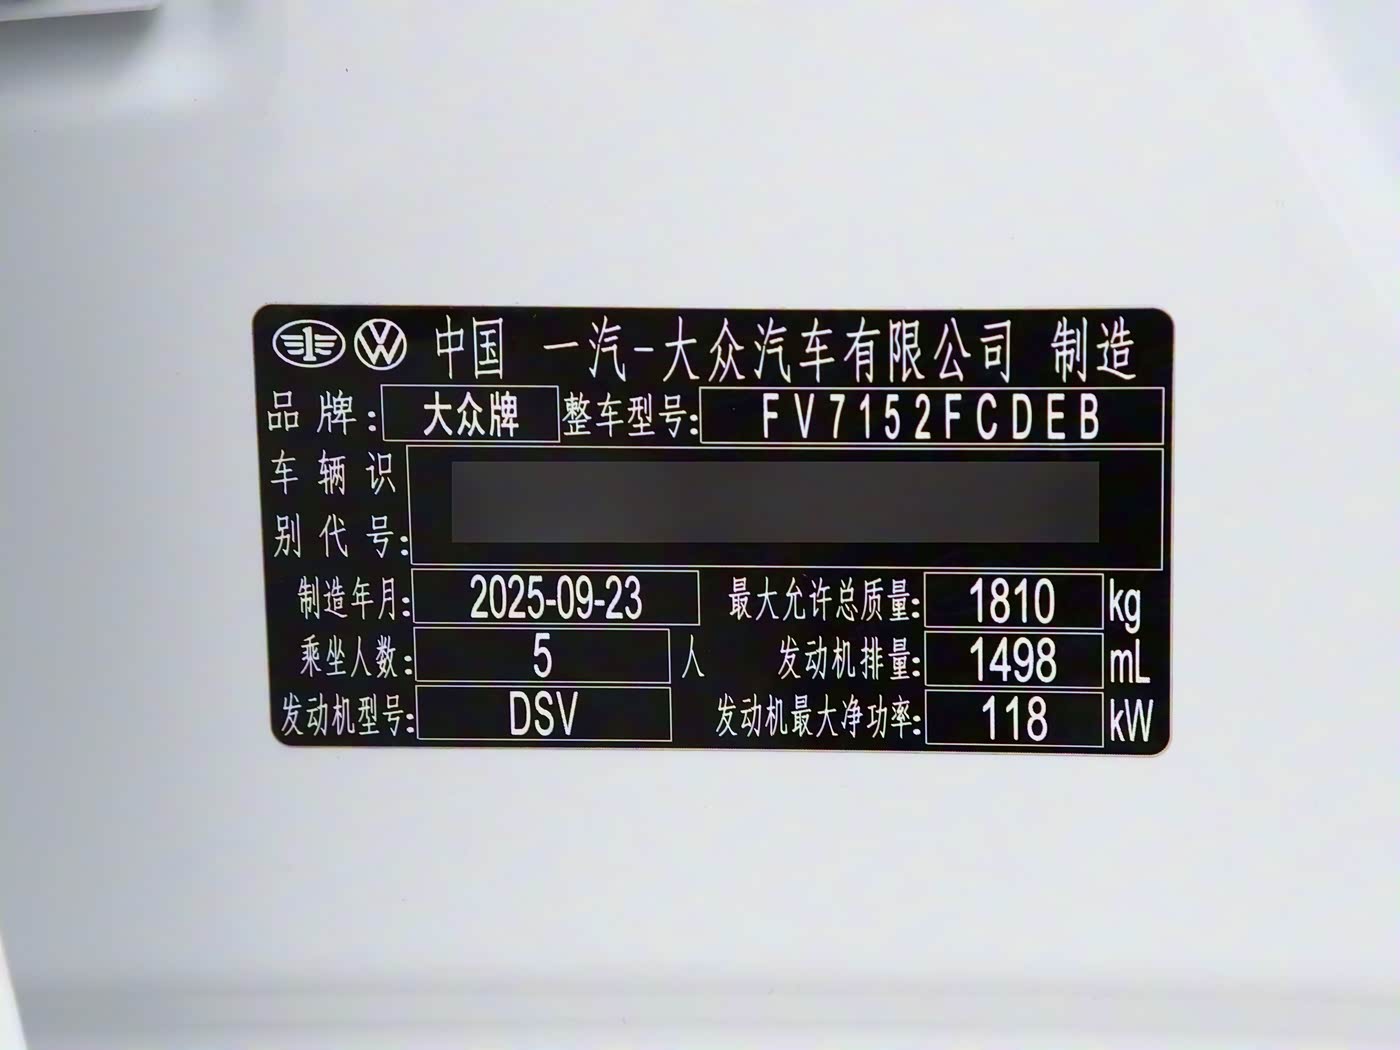 中国 一汽-大众汽车有限公司 制造
品牌: 大众牌 整车型号: FV7152FCDEB
车辆识
别代号:
制造年月: 2025-09-23 最大允许总质量: 1810 kg
乘坐人数: 5 人 发动机排量: 1498 mL
发动机型号: DSV 发动机最大净功率: 118 kW